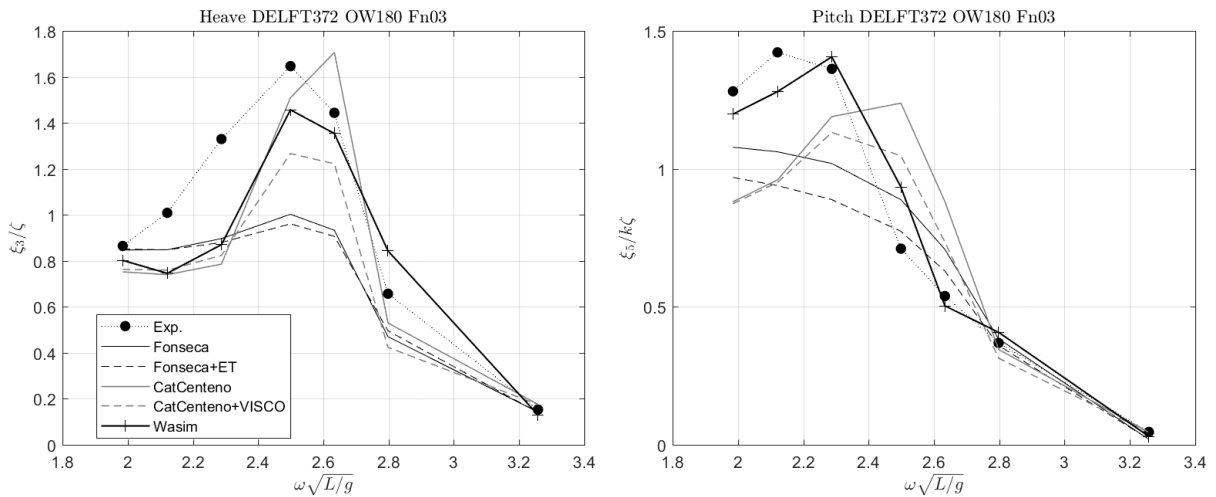 Heave DELFT372 OW180 Fn03
1.8
1.6
1.4
1.2
1
0.8
0.6
0.4
0.2
0
ξ₃/ζ
Exp.
Fonseca
Fonseca+ET
CatCenteno
CatCenteno+VISCO
Wasim
1.8 2 2.2 2.4 2.6 2.8 3 3.2 3.4
ω√L/g
Pitch DELFT372 OW180 Fn03
1.5
1
0.5
0
ξ₅/kζ
1.8 2 2.2 2.4 2.6 2.8 3 3.2 3.4
ω√L/g